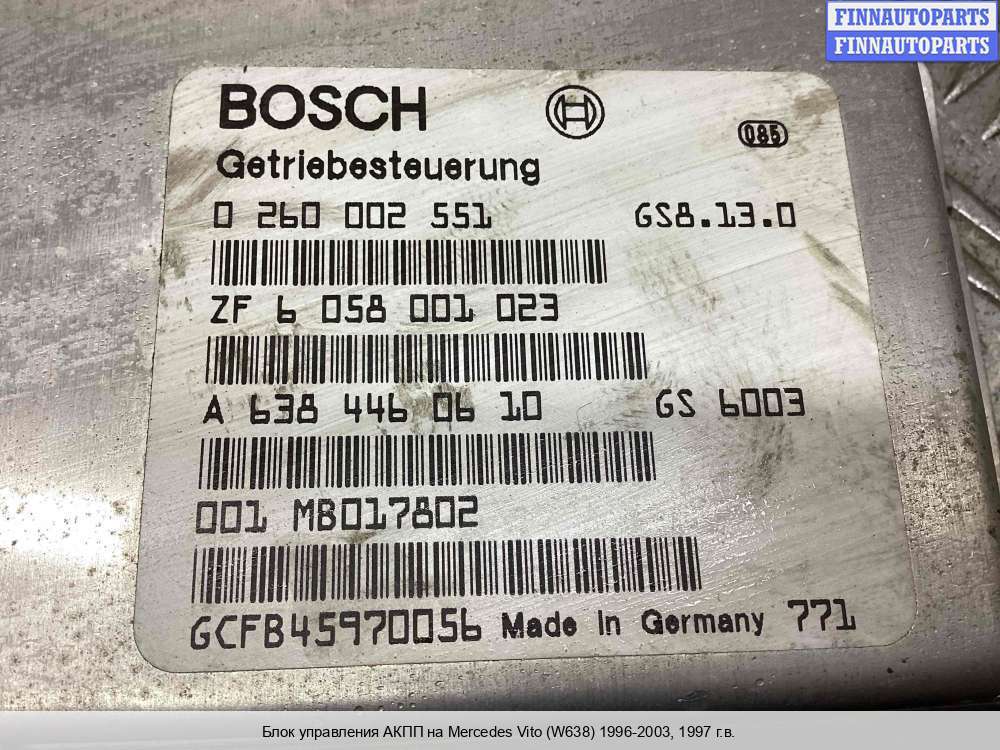 FINNAUTOPARTS
FINNAUTOPARTS
BOSCH
085
Getriebesteuerung
0 260 002 551 GS8.13.0
ZF 6 058 001 023
A 638 446 06 10 GS 6003
001 MB017802
GCFB45970056 Made in Germany 771
Блок управления АКПП на Mercedes Vito (W638) 1996-2003, 1997 г.в.